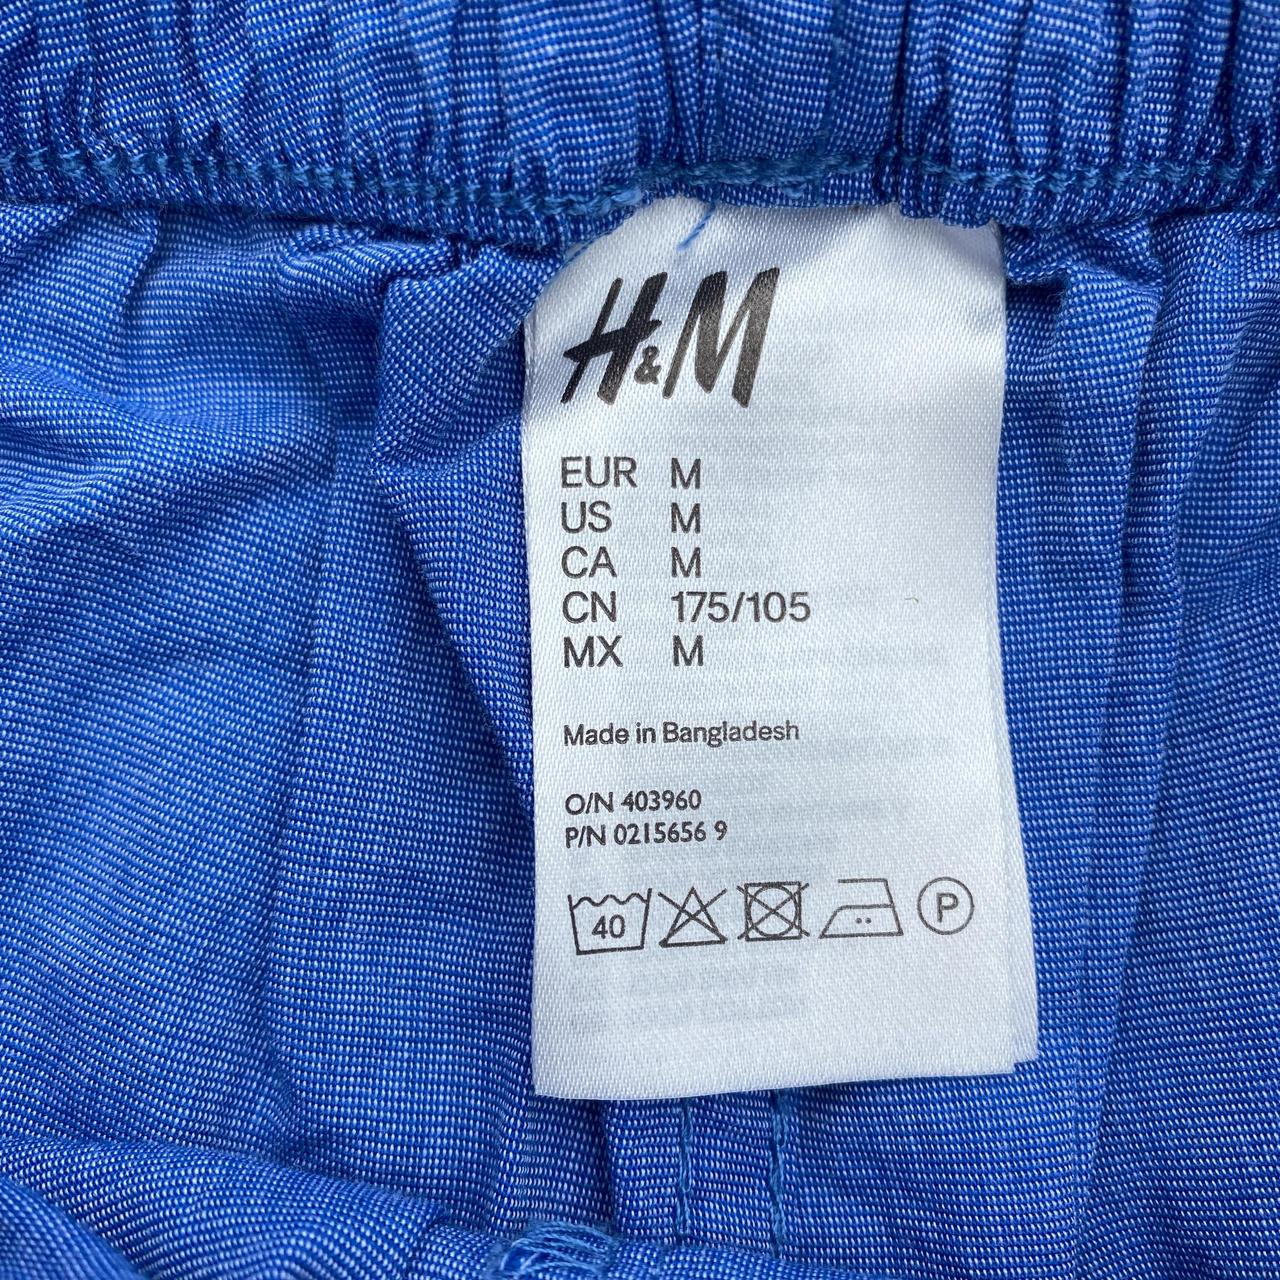 H&M
EUR M
US M
CA M
CN 175/105
MX M
Made in Bangladesh
O/N 403960
P/N 0215656 9
40 P